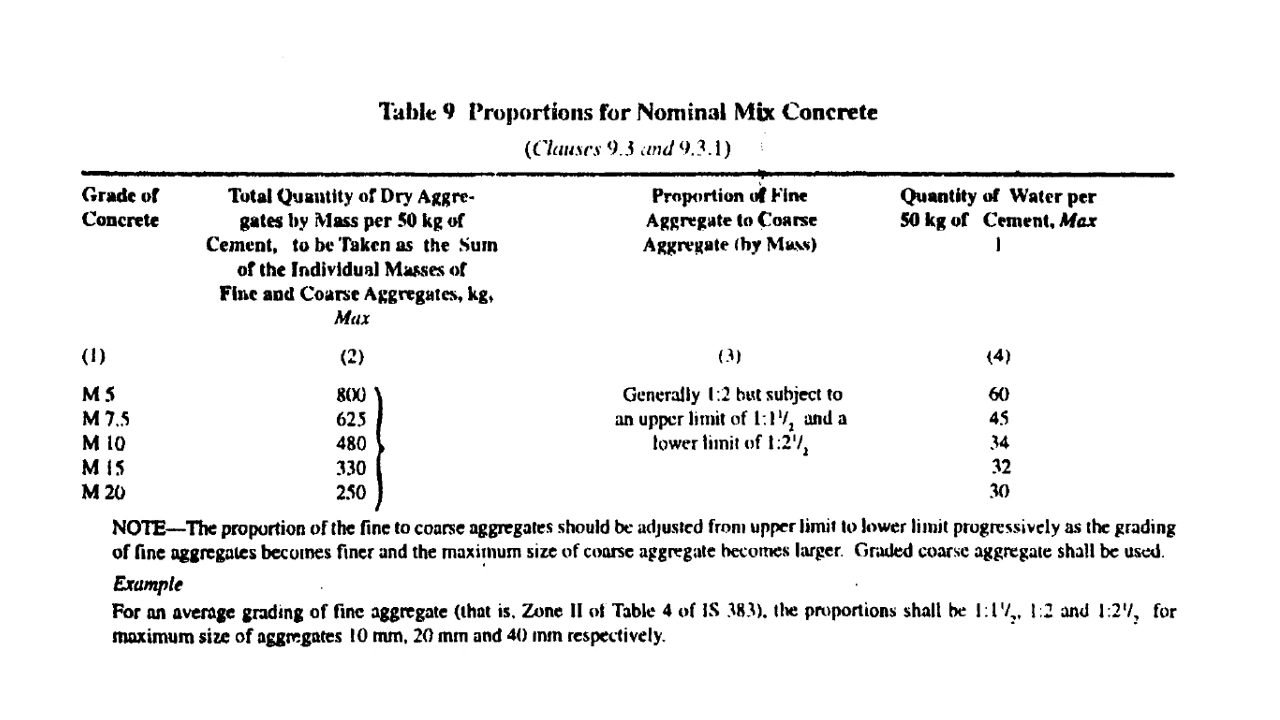 Table 9 Proportions for Nominal Mix Concrete
(Clauses 9.3 and 9.3.1)
Grade of Concrete
Total Quantity of Dry Aggre-
gates by Mass per 50 kg of
Cement, to be Taken as the Sum
of the Individual Masses of
Fine and Coarse Aggregates, kg,
Max
Proportion of Fine
Aggregate to Coarse
Aggregate (by Mass)
Quantity of Water per
50 kg of Cement, Max
l
(1) (2) (3) (4)
M 5 800 Generally 1:2 but subject to 60
M 7.5 625 an upper limit of 1:1½ and a 45
M 10 480 lower limit of 1:2½ 34
M 15 330 32
M 20 250 30
NOTE—The proportion of the fine to coarse aggregates should be adjusted from upper limit to lower limit progressively as the grading
of fine aggregates becomes finer and the maximum size of coarse aggregate becomes larger. Graded coarse aggregate shall be used.
Example
For an average grading of fine aggregate (that is, Zone II of Table 4 of IS 383), the proportions shall be 1:1½, 1:2 and 1:2½ for
maximum size of aggregates 10 mm, 20 mm and 40 mm respectively.